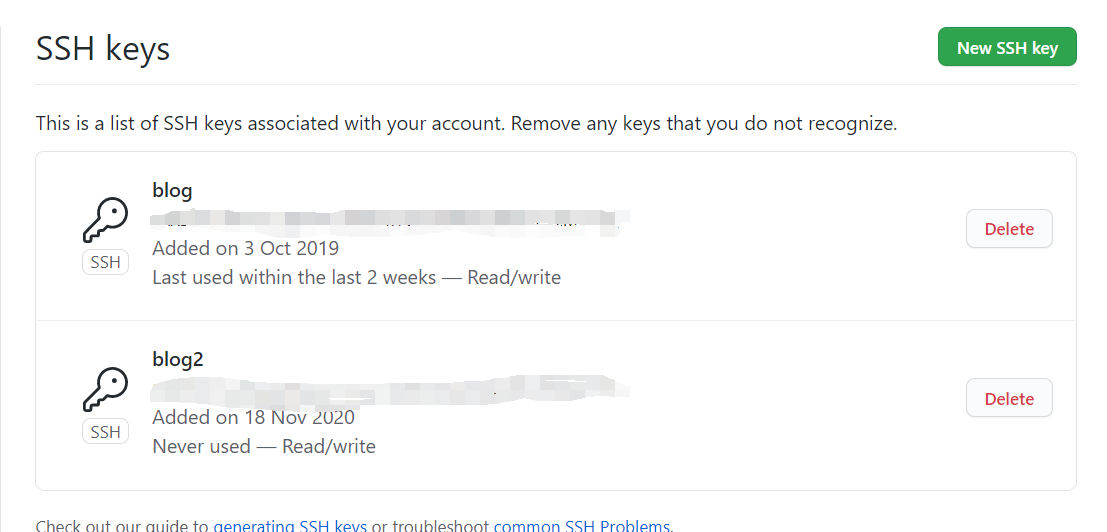 SSH keys
New SSH key
This is a list of SSH keys associated with your account. Remove any keys that you do not recognize.
blog
Added on 3 Oct 2019
Last used within the last 2 weeks — Read/write
SSH
Delete
blog2
Added on 18 Nov 2020
Never used — Read/write
SSH
Delete
Check out our guide to generating SSH keys or troubleshoot common SSH Problems.